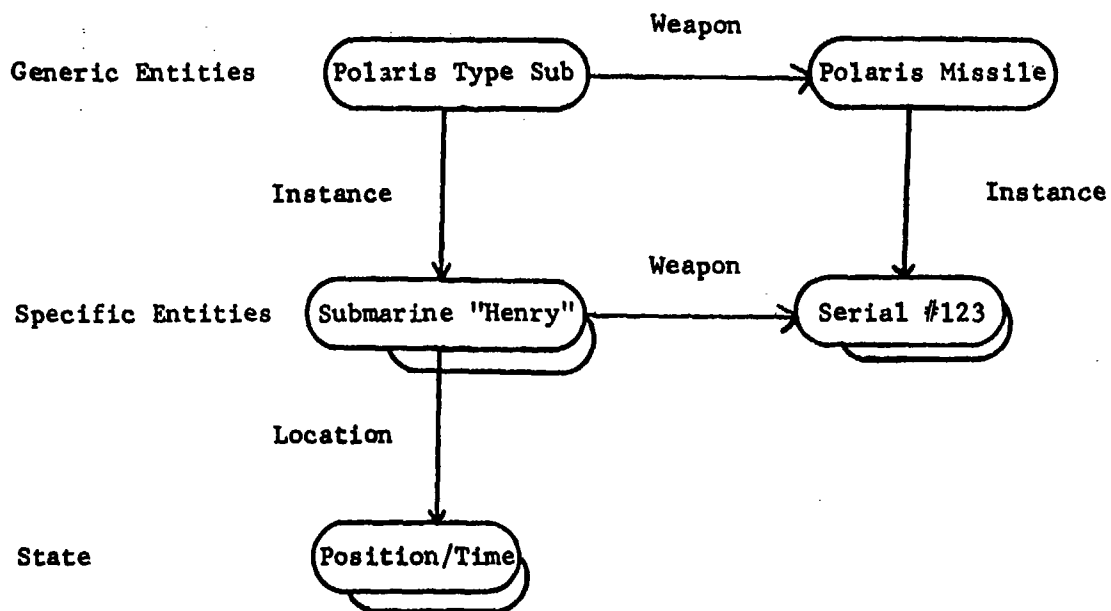 Weapon
Generic Entities
Polaris Type Sub
Polaris Missile
Instance
Instance
Weapon
Specific Entities
Submarine "Henry"
Serial #123
Location
State
Position/Time